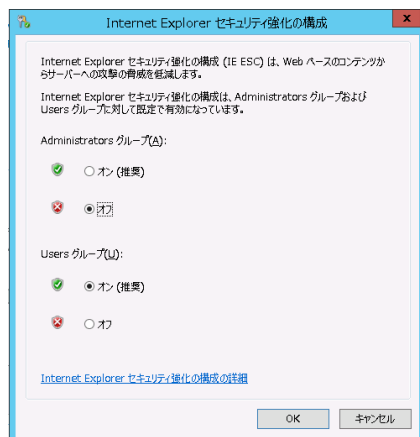 Internet Explorer セキュリティ強化の構成
x
Internet Explorer セキュリティ強化の構成 (IE ESC) は、Web ベースのコンテンツか
らサーバーへの攻撃の脅威を低減します。
Internet Explorer セキュリティ強化の構成は、Administrators グループおよび
Users グループに対して既定で有効になっています。
Administrators グループ(A):
オン (推奨)
オフ
Users グループ(U):
オン (推奨)
オフ
Internet Explorer セキュリティ強化の構成の詳細
OK
キャンセル